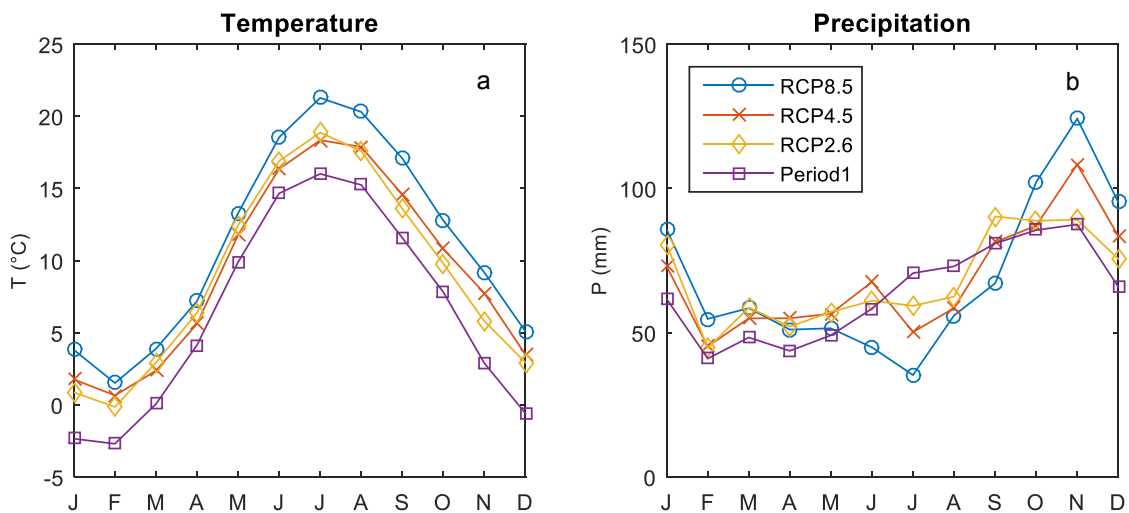 Temperature
a
25
20
15
10
5
0
-5
T (°C)
J F M A M J J A S O N D
Precipitation
b
RCP8.5
RCP4.5
RCP2.6
Period1
150
100
50
0
P (mm)
J F M A M J J A S O N D